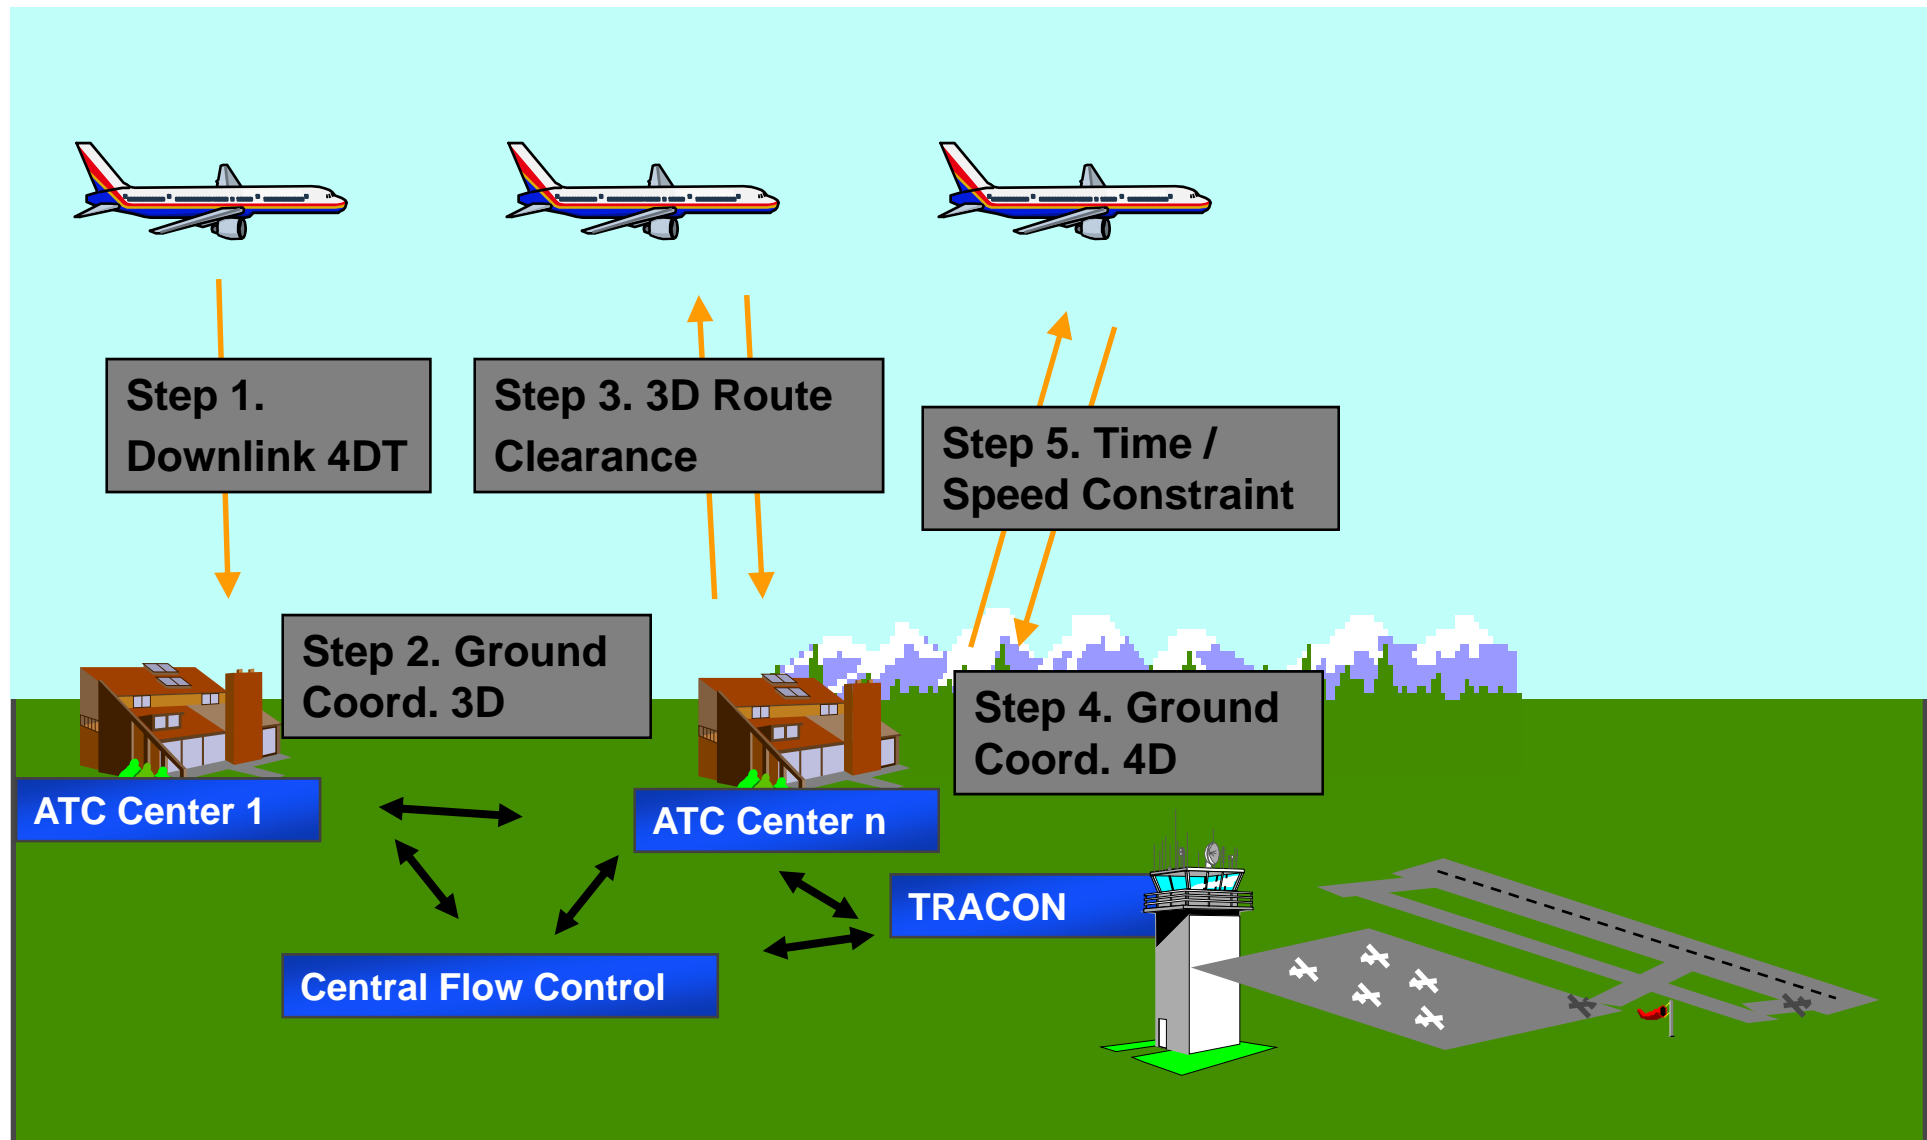 Step 1.
Downlink 4DT
Step 3. 3D Route
Clearance
Step 5. Time /
Speed Constraint
Step 2. Ground
Coord. 3D
Step 4. Ground
Coord. 4D
ATC Center 1
ATC Center n
TRACON
Central Flow Control